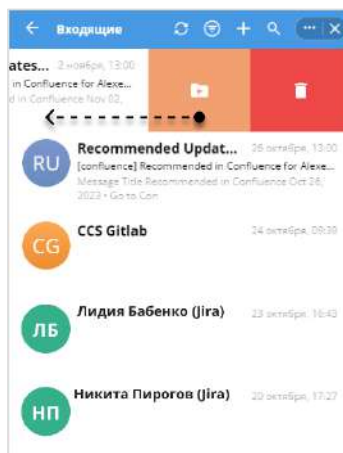 Входящие
ates... 2 ноября, 13:00
in Confluence for Alexe...
d in Confluence Nov 02,
RU
Recommended Updat... 26 октября, 13:00
[confluence] Recommended in Confluence for Alexe...
Message Title Recommended in Confluence Oct 26,
2023 • Go to Con
CG
CCS Gitlab 24 октября, 09:39
ЛБ
Лидия Бабенко (Jira) 23 октября, 16:43
НП
Никита Пирогов (Jira) 20 октября, 17:27